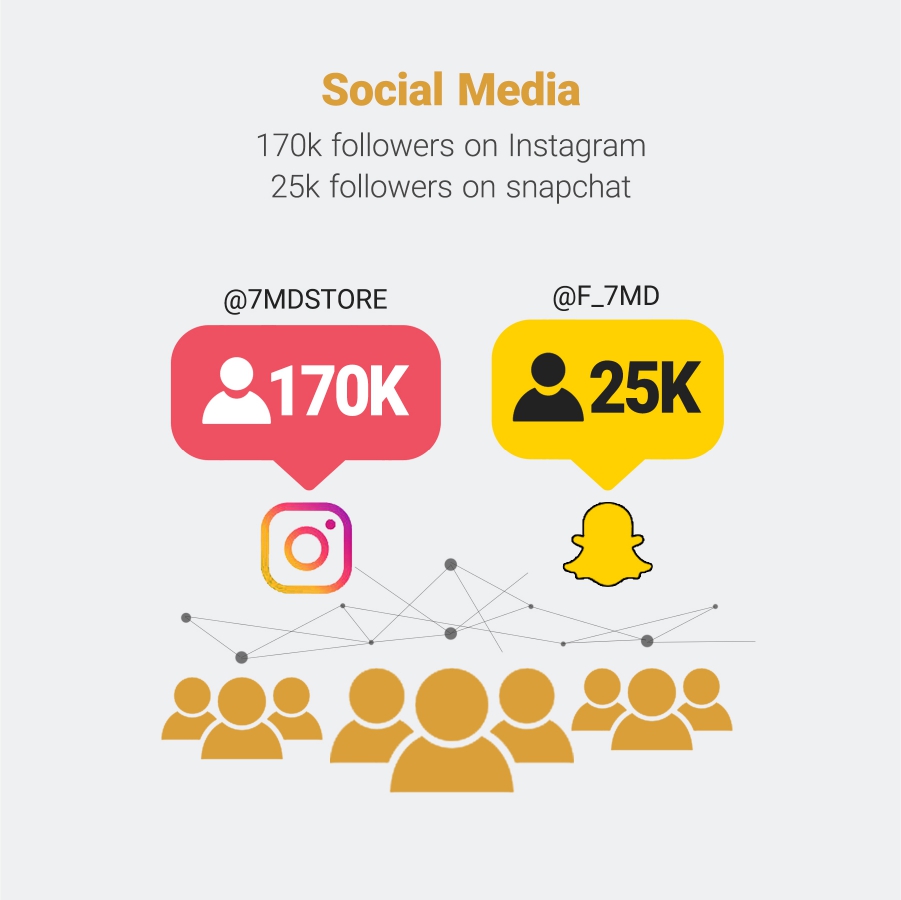 Social Media
170k followers on Instagram
25k followers on snapchat
@7MDSTORE
170K
@F_7MD
25K